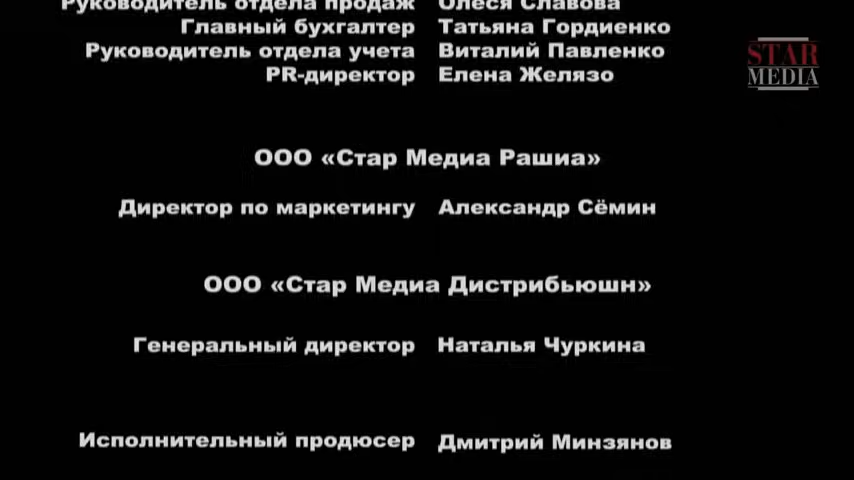 Руководитель отдела продаж Олеся Славова
Главный бухгалтер Татьяна Гордиенко
Руководитель отдела учета Виталий Павленко
PR-директор Елена Желязо
STAR
MEDIA
ООО «Стар Медиа Рашиа»
Директор по маркетингу Александр Сёмин
ООО «Стар Медиа Дистрибьюшн»
Генеральный директор Наталья Чуркина
Исполнительный продюсер Дмитрий Минзянов